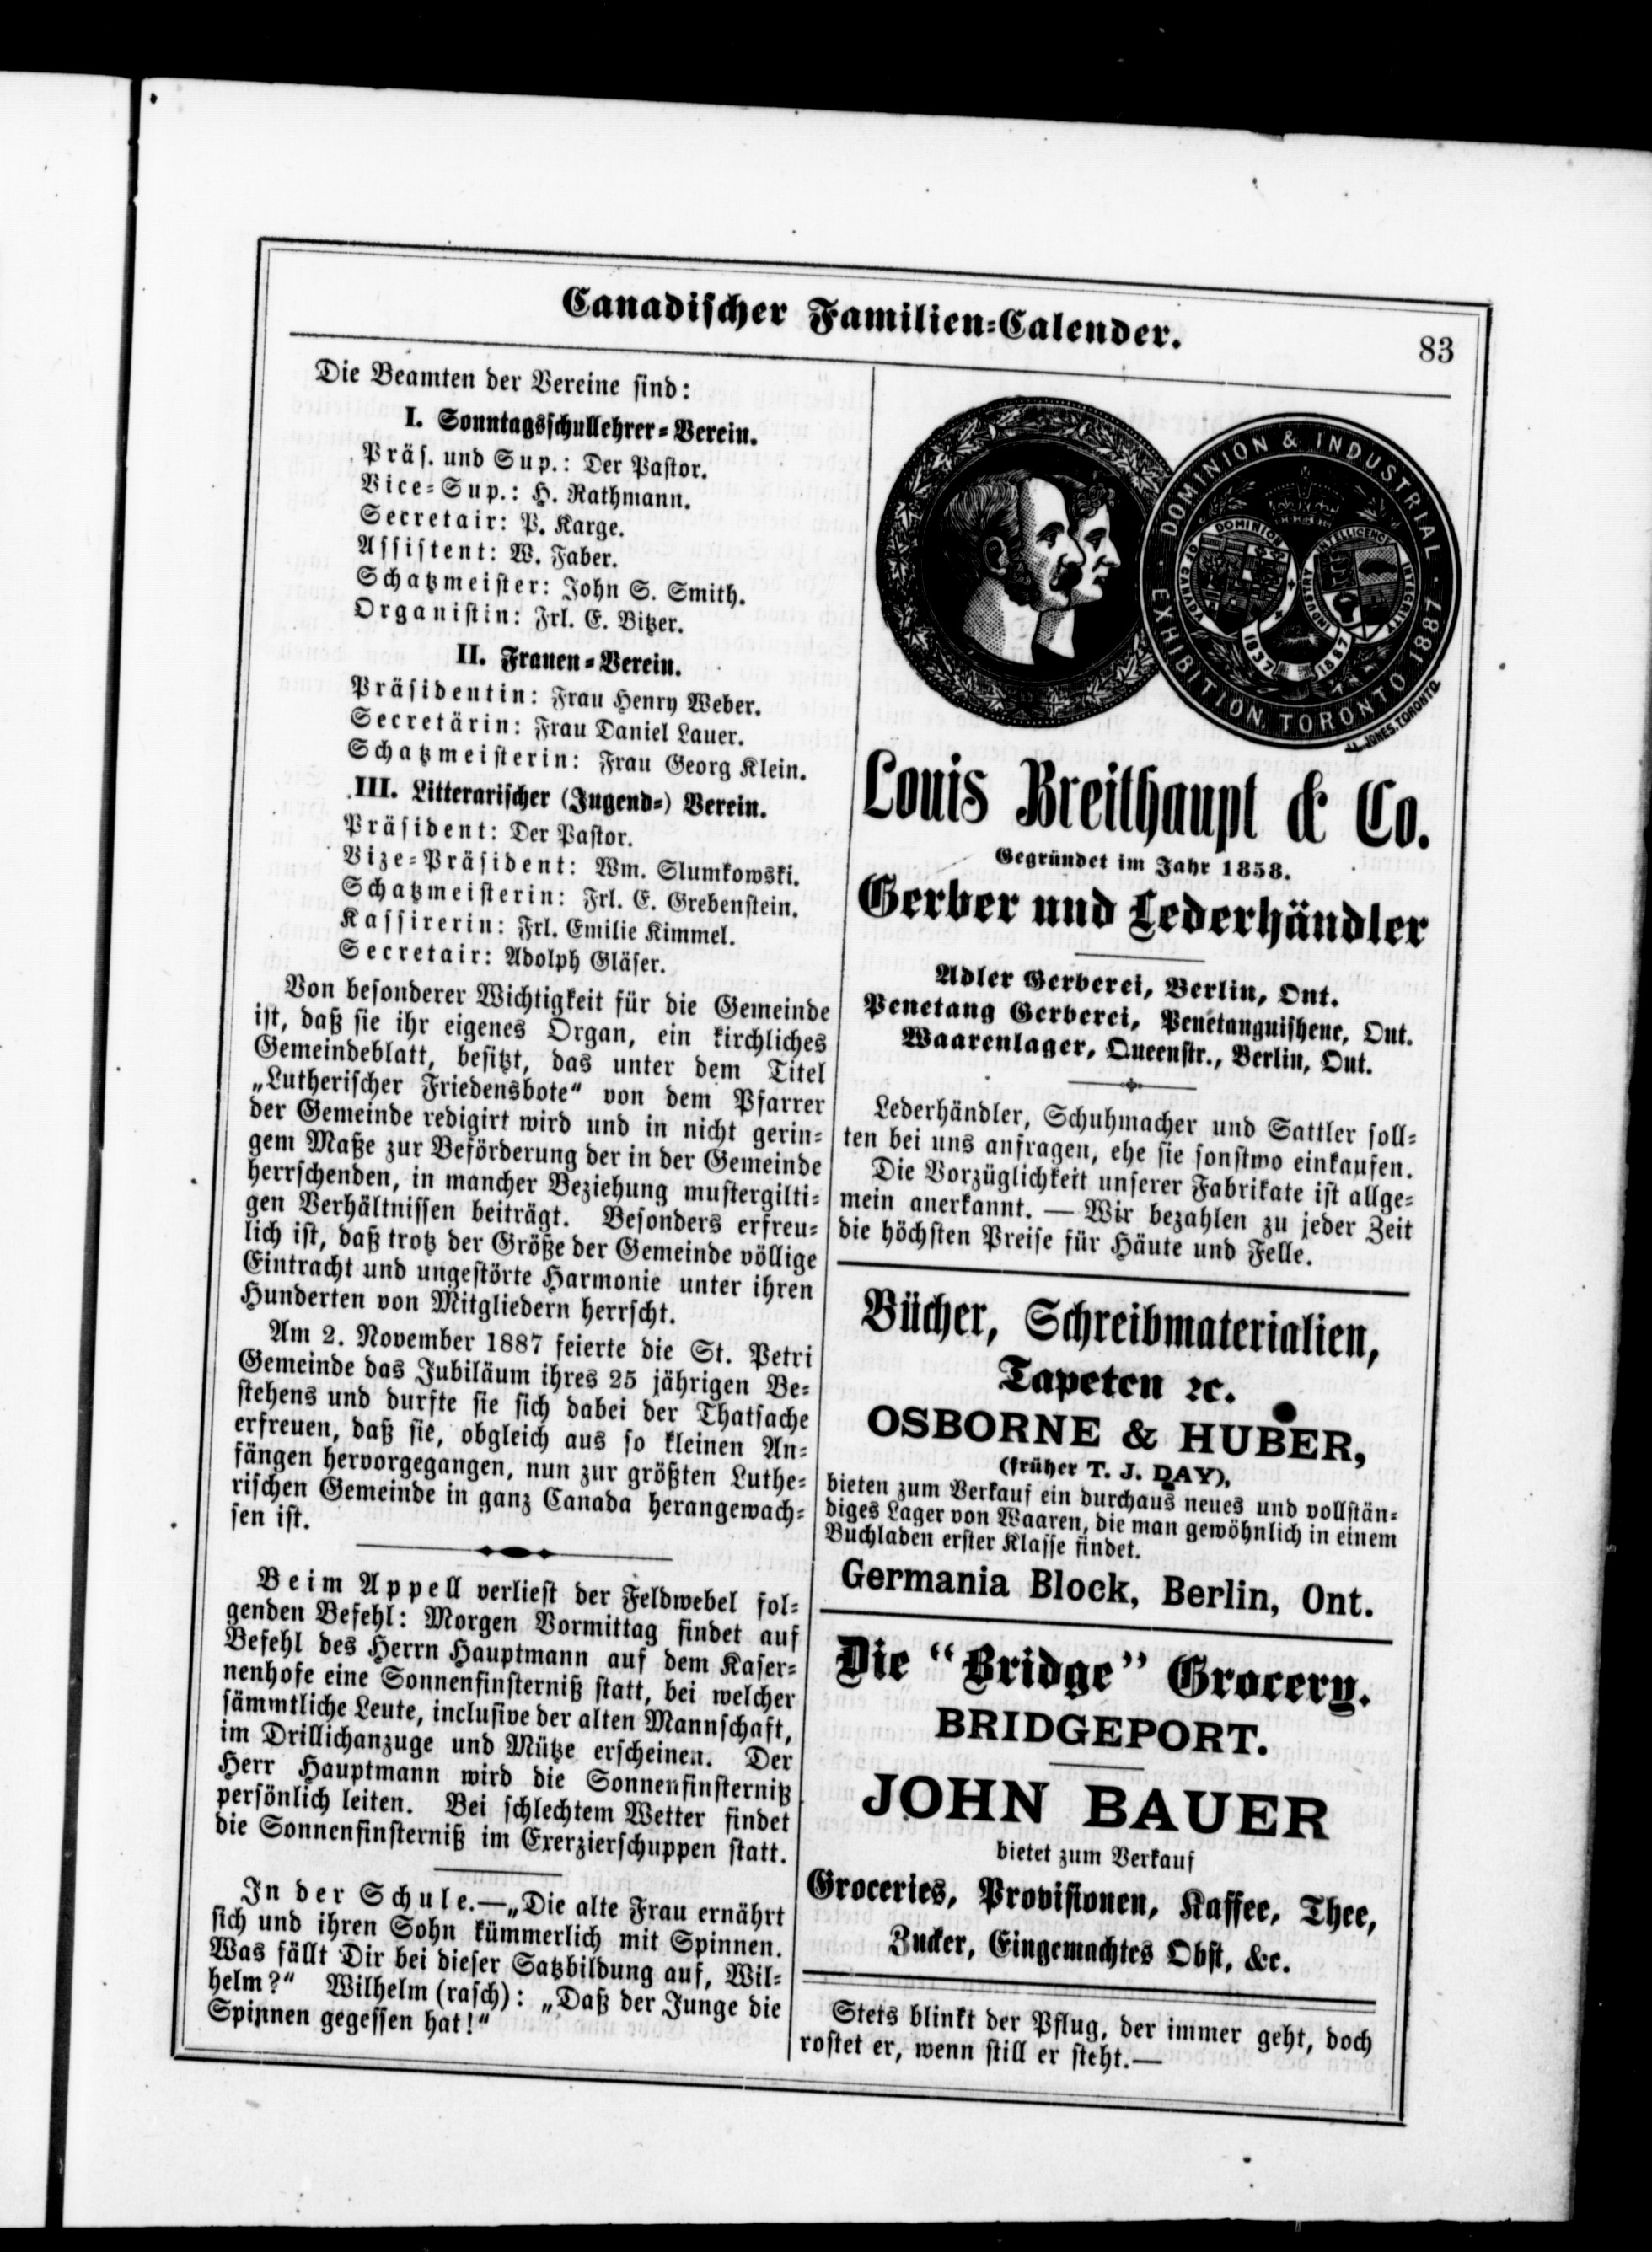 Canadischer Familien-Calender.
83
Die Beamten der Vereine sind:
I. Sonntagsschullehrer-Verein.
Präs. und Sup.: Der Pastor.
Vice-Sup.: H. Rathmann.
Secretair: P. Karge.
Assistent: W. Faber.
Schatzmeister: John S. Smith.
Organistin: Frl. E. Bitzer.
II. Frauen-Verein.
Präsidentin: Frau Henry Weber.
Secretärin: Frau Daniel Lauer.
Schatzmeisterin: Frau Georg Klein.
III. Litterarischer (Jugend-) Verein.
Präsident: Der Pastor.
Vize-Präsident: Wm. Slumkowski.
Schatzmeisterin: Frl. E. Grebenstein.
Kassirerin: Frl. Emilie Kimmel.
Secretair: Adolph Gläser.
Von besonderer Wichtigkeit für die Gemeinde
ist, daß sie ihr eigenes Organ, ein kirchliches
Gemeindeblatt, besitzt, das unter dem Titel
„Lutherischer Friedensbote“ von dem Pfarrer
der Gemeinde redigirt wird und in nicht gerin-
gem Maße zur Beförderung der in der Gemeinde
herrschenden, in mancher Beziehung mustergilti-
gen Verhältnissen beiträgt. Besonders erfreu-
lich ist, daß trotz der Größe der Gemeinde völlige
Eintracht und ungestörte Harmonie unter ihren
Hunderten von Mitgliedern herrscht.
Am 2. November 1887 feierte die St. Petri
Gemeinde das Jubiläum ihres 25 jährigen Be-
stehens und durfte sie sich dabei der Thatsache
erfreuen, daß sie, obgleich aus so kleinen An-
fängen hervorgegangen, nun zur größten Luthe-
rischen Gemeinde in ganz Canada herangewach-
sen ist.
Beim Appell verliest der Feldwebel fol-
genden Befehl: Morgen Vormittag findet auf
Befehl des Herrn Hauptmann auf dem Kaser-
nenhofe eine Sonnenfinsterniß statt, bei welcher
sämmtliche Leute, inclusive der alten Mannschaft,
im Drillichanzuge und Mütze erscheinen. Der
Herr Hauptmann wird die Sonnenfinsterniß
persönlich leiten. Bei schlechtem Wetter findet
die Sonnenfinsterniß im Exerzierschuppen statt.
In der Schule.—„Die alte Frau ernährt
sich und ihren Sohn kümmerlich mit Spinnen.
Was fällt Dir bei dieser Satzbildung auf, Wil-
helm?“ Wilhelm (rasch): „Daß der Junge die
Spinnen gegessen hat!“
DOMINION & INDUSTRIAL
EXHIBITION. TORONTO 1887
DOMINION OF CANADA
INDUSTRY INTELLIGENCE INTEGRITY
1837 1887
J.L. JONES. TORONTO.
Louis Breithaupt & Co.
Gegründet im Jahr 1858.
Gerber und Lederhändler
Adler Gerberei, Berlin, Ont.
Penetang Gerberei, Penetanguishene, Ont.
Waarenlager, Queenstr., Berlin, Ont.
Lederhändler, Schuhmacher und Sattler soll-
ten bei uns anfragen, ehe sie sonstwo einkaufen.
Die Vorzüglichkeit unserer Fabrikate ist allge-
mein anerkannt. — Wir bezahlen zu jeder Zeit
die höchsten Preise für Häute und Felle.
Bücher, Schreibmaterialien,
Tapeten ꝛc.
OSBORNE & HUBER,
(früher T. J. DAY),
bieten zum Verkauf ein durchaus neues und vollstän-
diges Lager von Waaren, die man gewöhnlich in einem
Buchladen erster Klasse findet.
Germania Block, Berlin, Ont.
Die "Bridge" Grocery.
BRIDGEPORT.
JOHN BAUER
bietet zum Verkauf
Groceries, Provisionen, Kaffee, Thee,
Zucker, Eingemachtes Obst, &c.
Stets blinkt der Pflug, der immer geht, doch
rostet er, wenn still er steht.—